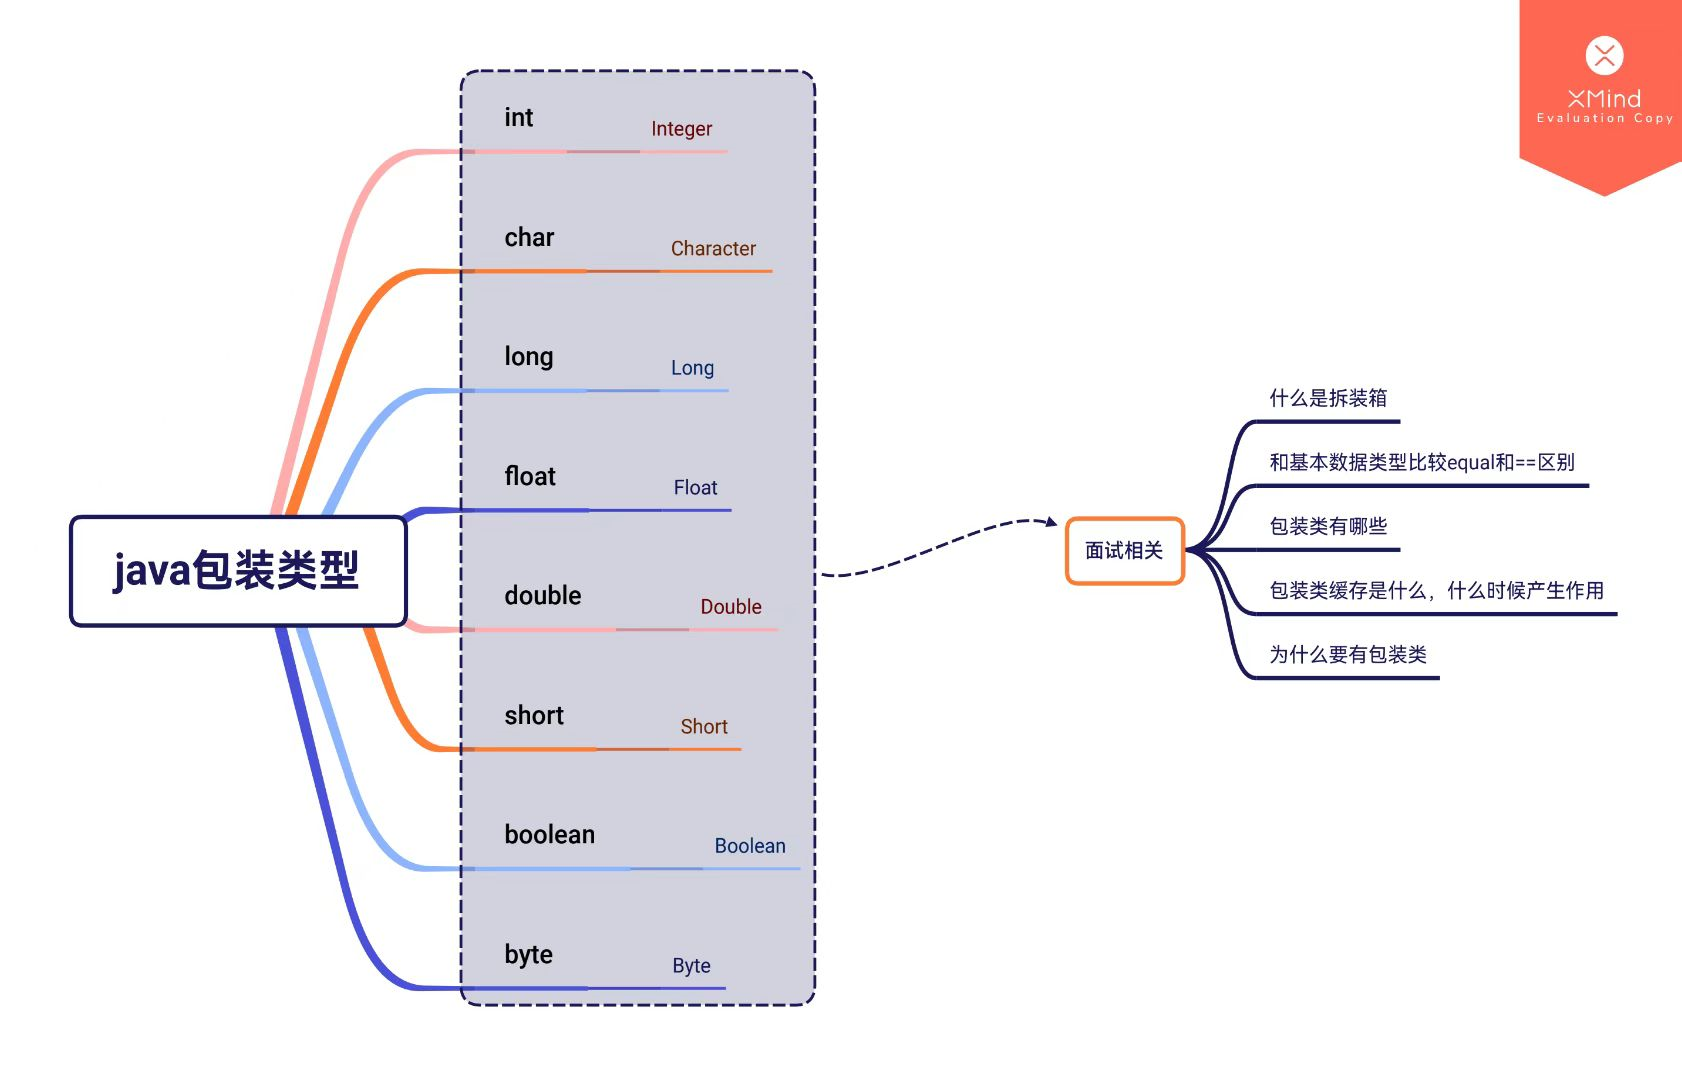 XMind
Evaluation Copy
java包装类型
int
Integer
char
Character
long
Long
float
Float
double
Double
short
Short
boolean
Boolean
byte
Byte
面试相关
什么是拆装箱
和基本数据类型比较equal和==区别
包装类有哪些
包装类缓存是什么，什么时候产生作用
为什么要有包装类